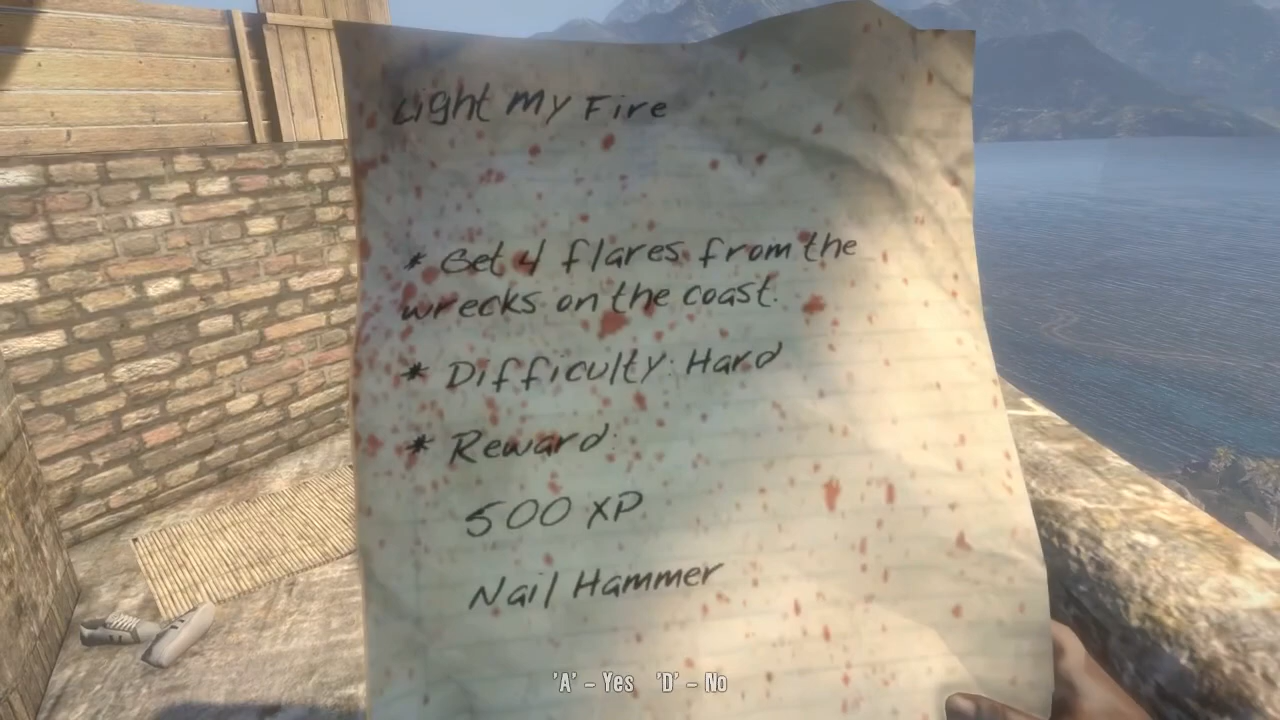 Light My Fire
* Get 4 flares from the
wrecks on the coast.
* Difficulty: Hard
* Reward:
500 XP
Nail Hammer
'A' – Yes 'D' – No